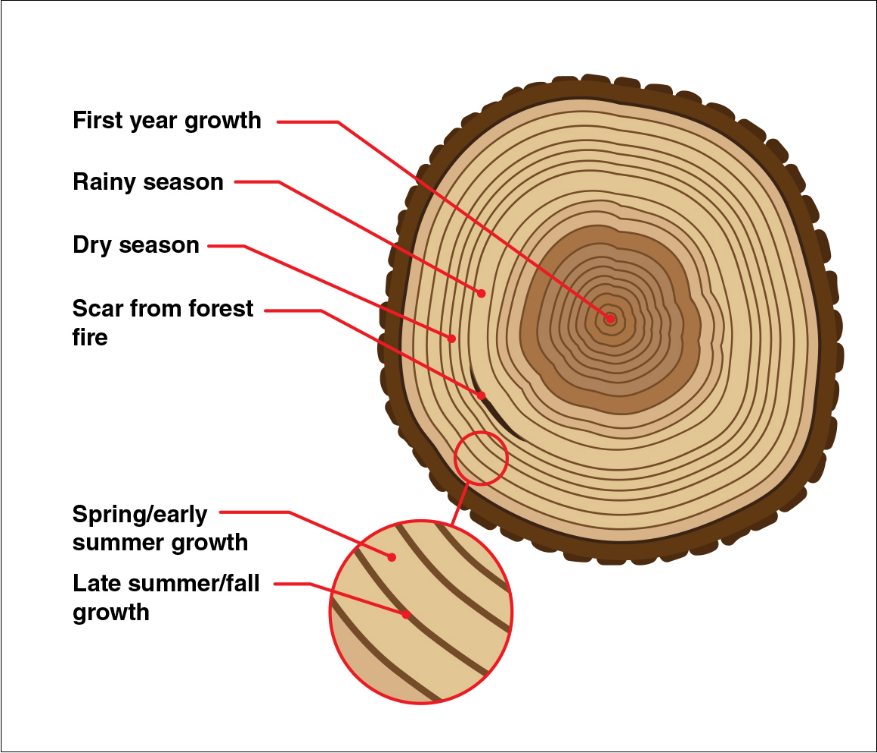 First year growth
Rainy season
Dry season
Scar from forest
fire
Spring/early
summer growth
Late summer/fall
growth